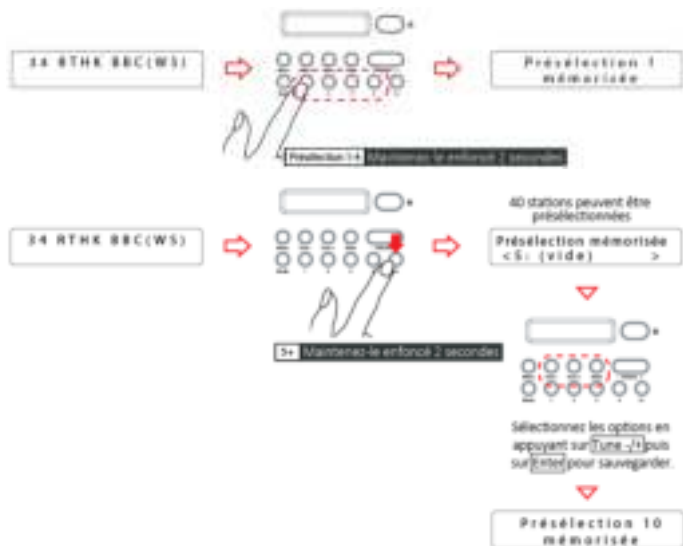 34 RTHK BBC(WS)
Présélection 1
mémorisée
Présélection 1+ Maintenez-le enfoncé 2 secondes
40 stations peuvent être
présélectionnées
34 RTHK BBC(WS)
Présélection mémorisée
<5: (vide) >
5+ Maintenez-le enfoncé 2 secondes
Sélectionnez les options en
appuyant sur Tune -/+ puis
sur Enter pour sauvegarder.
Présélection 10
mémorisée